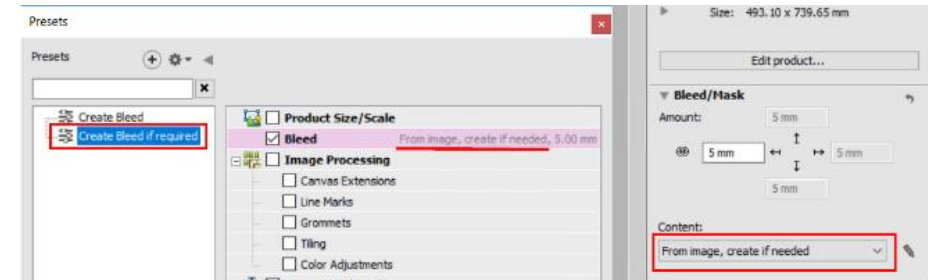 Presets
Presets
Create Bleed
Create Bleed if required
Product Size/Scale
Bleed From image, create if needed, 5.00 mm
Image Processing
Canvas Extensions
Line Marks
Grommets
Tiling
Color Adjustments
Size: 493.10 x 739.65 mm
Edit product...
Bleed/Mask
Amount: 5 mm
5 mm 5 mm
5 mm
Content:
From image, create if needed